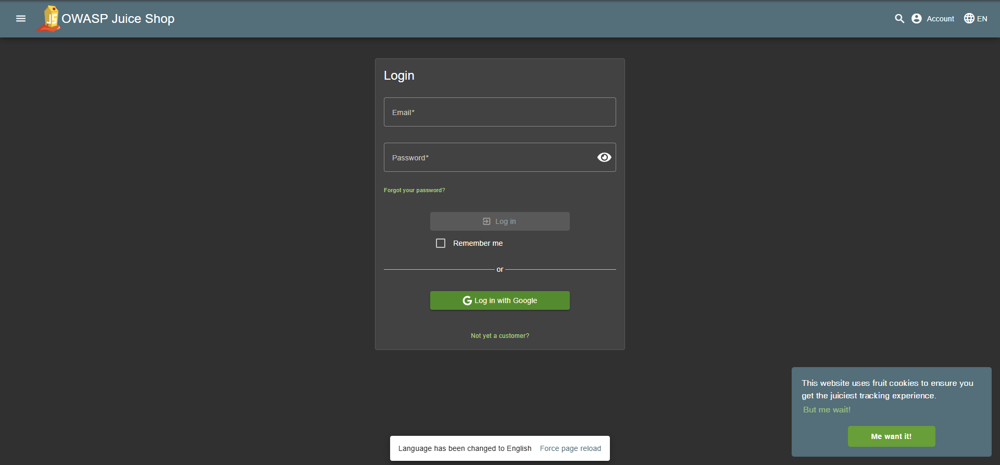 OWASP Juice Shop
Account
EN
Login
Email*
Password*
Forgot your password?
Log in
Remember me
or
Log in with Google
Not yet a customer?
This website uses fruit cookies to ensure you
get the juiciest tracking experience.
But me wait!
Me want it!
Language has been changed to English Force page reload